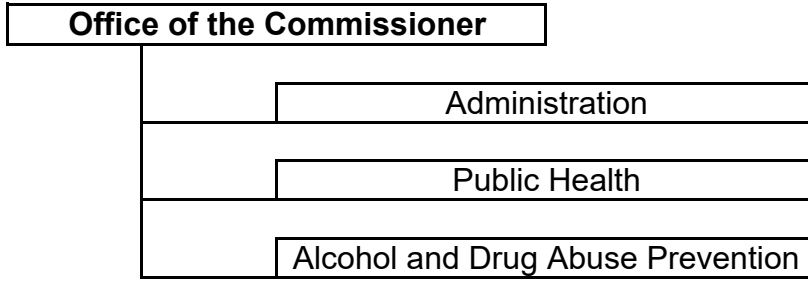 Office of the Commissioner
Administration
Public Health
Alcohol and Drug Abuse Prevention